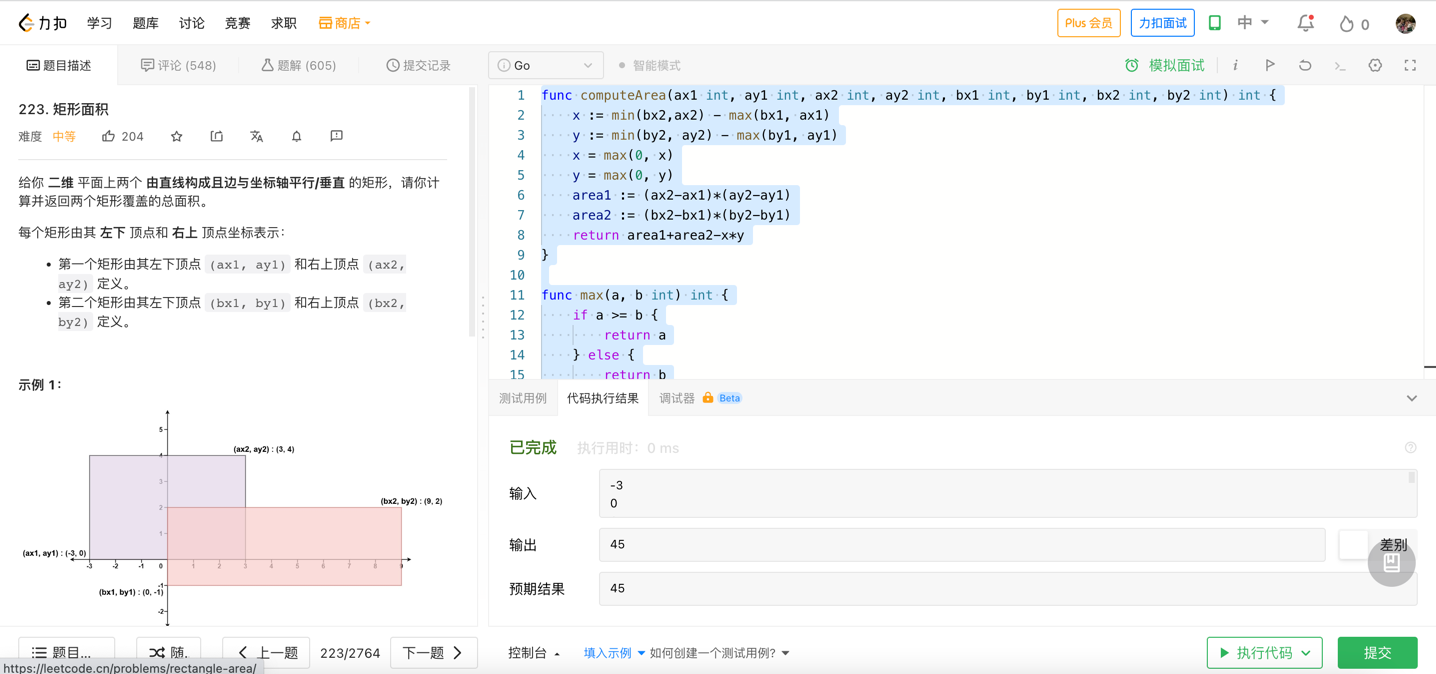 力扣 学习 题库 讨论 竞赛 求职 商店 Plus 会员 力扣面试 中 0
题目描述 评论 (548) 题解 (605) 提交记录 Go 智能模式 模拟面试
223. 矩形面积
难度 中等 204
给你 二维 平面上两个 由直线构成且边与坐标轴平行/垂直 的矩形，请你计
算并返回两个矩形覆盖的总面积。
每个矩形由其 左下 顶点和 右上 顶点坐标表示：
• 第一个矩形由其左下顶点 (ax1, ay1) 和右上顶点 (ax2,
ay2) 定义。
• 第二个矩形由其左下顶点 (bx1, by1) 和右上顶点 (bx2,
by2) 定义。
示例 1：
5
4
3
2
1
(ax2, ay2) : (3, 4)
(bx2, by2) : (9, 2)
(ax1, ay1) : (-3, 0)
-3 -2 -1 0 1 2 3 4 5 6 7 8 9
-1
(bx1, by1) : (0, -1)
-2
题目... 随. 上一题 223/2764 下一题
https://leetcode.cn/problems/rectangle-area/
1 func computeArea(ax1 int, ay1 int, ax2 int, ay2 int, bx1 int, by1 int, bx2 int, by2 int) int {
2 x := min(bx2,ax2) - max(bx1, ax1)
3 y := min(by2, ay2) - max(by1, ay1)
4 x = max(0, x)
5 y = max(0, y)
6 area1 := (ax2-ax1)*(ay2-ay1)
7 area2 := (bx2-bx1)*(by2-by1)
8 return area1+area2-x*y
9 }
10
11 func max(a, b int) int {
12 if a >= b {
13 return a
14 } else {
15 return b
测试用例 代码执行结果 调试器 Beta
已完成 执行用时：0 ms
输入
-3
0
输出 45 差别
预期结果 45
控制台 填入示例 如何创建一个测试用例? 执行代码 提交